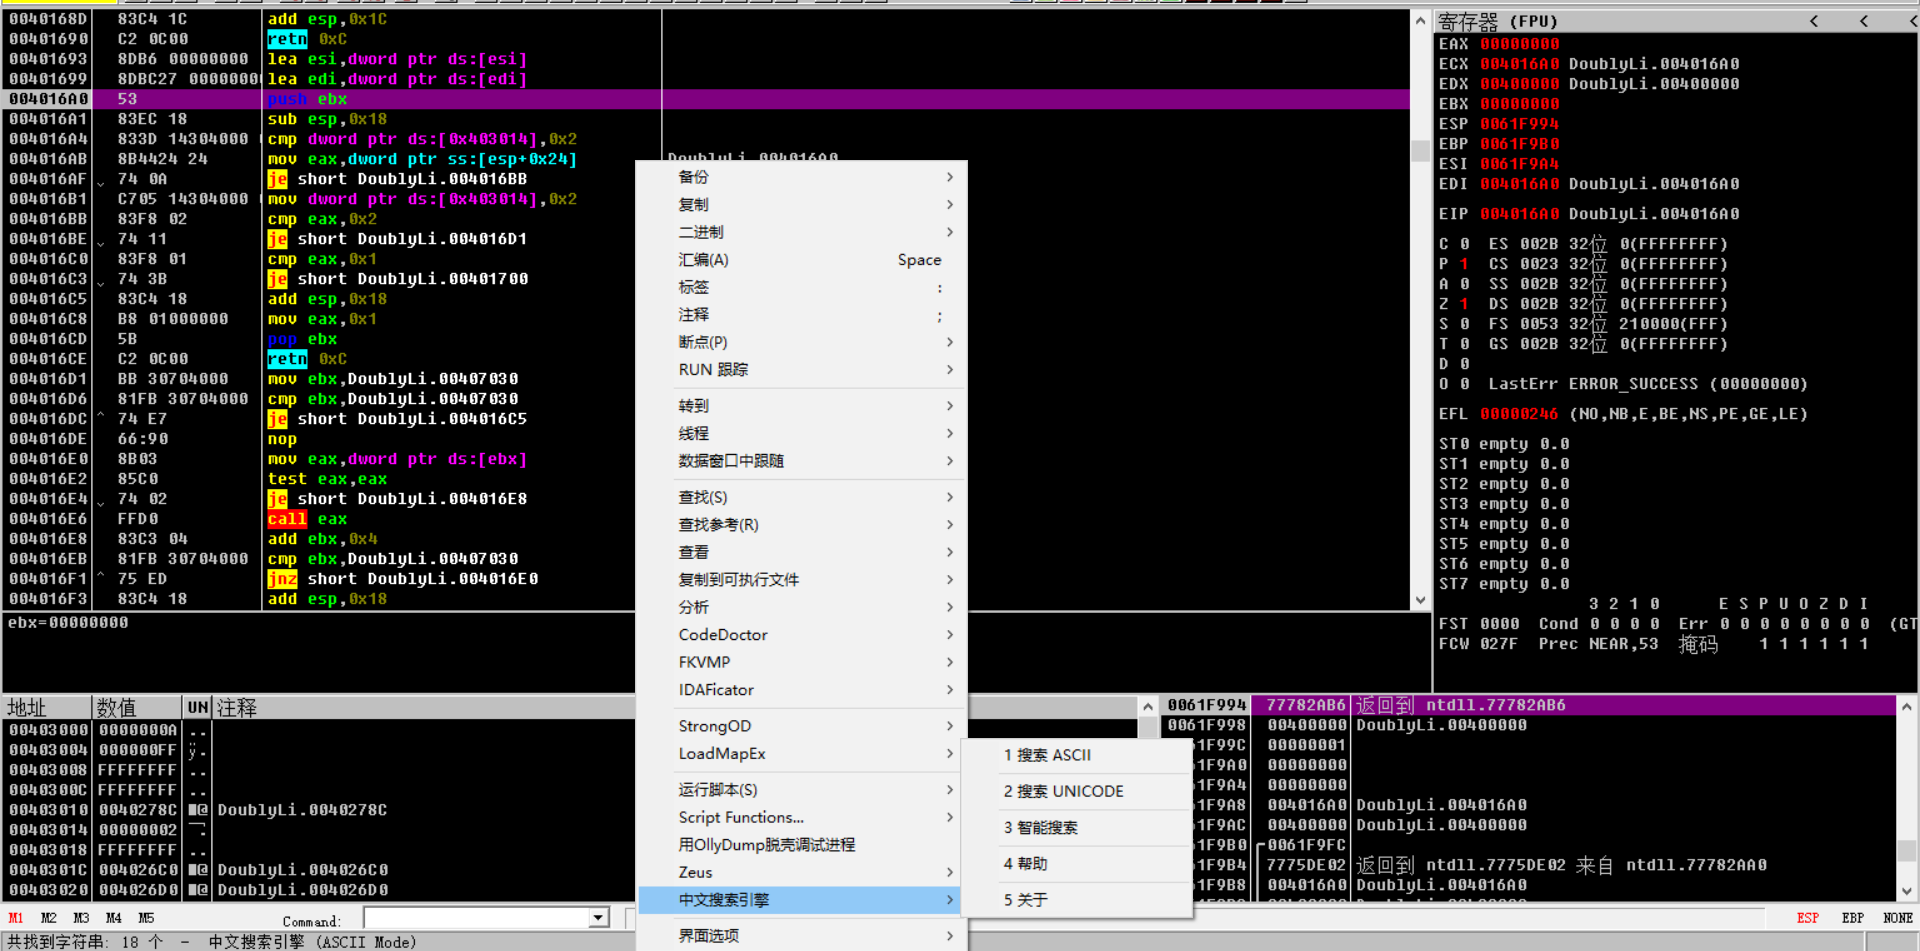 0040168D 83C4 1C add esp,0x1C
00401690 C2 0C00 retn 0xC
00401693 8DB6 00000000 lea esi,dword ptr ds:[esi]
00401699 8DBC27 0000000 lea edi,dword ptr ds:[edi]
004016A0 53 push ebx
004016A1 83EC 18 sub esp,0x18
004016A4 833D 14304000 cmp dword ptr ds:[0x403014],0x2
004016AB 8B4424 24 mov eax,dword ptr ss:[esp+0x24] DoublyLi.004016A0
004016AF 74 0A je short DoublyLi.004016BB
004016B1 C705 14304000 mov dword ptr ds:[0x403014],0x2
004016BB 83F8 02 cmp eax,0x2
004016BE 74 11 je short DoublyLi.004016D1
004016C0 83F8 01 cmp eax,0x1
004016C3 74 3B je short DoublyLi.00401700
004016C5 83C4 18 add esp,0x18
004016C8 B8 01000000 mov eax,0x1
004016CD 5B pop ebx
004016CE C2 0C00 retn 0xC
004016D1 BB 30704000 mov ebx,DoublyLi.00407030
004016D6 81FB 30704000 cmp ebx,DoublyLi.00407030
004016DC ^ 74 E7 je short DoublyLi.004016C5
004016DE 66:90 nop
004016E0 8B03 mov eax,dword ptr ds:[ebx]
004016E2 85C0 test eax,eax
004016E4 74 02 je short DoublyLi.004016E8
004016E6 FFD0 call eax
004016E8 83C3 04 add ebx,0x4
004016EB 81FB 30704000 cmp ebx,DoublyLi.00407030
004016F1 ^ 75 ED jnz short DoublyLi.004016E0
004016F3 83C4 18 add esp,0x18
ebx=00000000
备份
复制
二进制
汇编(A) Space
标签 :
注释 ;
断点(P)
RUN 跟踪
转到
线程
数据窗口中跟随
查找(S)
查找参考(R)
查看
复制到可执行文件
分析
CodeDoctor
FKVMP
IDAFicator
StrongOD
LoadMapEx
运行脚本(S)
Script Functions...
用OllyDump脱壳调试进程
Zeus
中文搜索引擎
界面选项
1 搜索 ASCII
2 搜索 UNICODE
3 智能搜索
4 帮助
5 关于
寄存器 (FPU) < < <
EAX 00000000
ECX 004016A0 DoublyLi.004016A0
EDX 00400000 DoublyLi.00400000
EBX 00000000
ESP 0061F994
EBP 0061F9B0
ESI 0061F9A4
EDI 004016A0 DoublyLi.004016A0
EIP 004016A0 DoublyLi.004016A0
C 0 ES 002B 32位 0(FFFFFFFF)
P 1 CS 0023 32位 0(FFFFFFFF)
A 0 SS 002B 32位 0(FFFFFFFF)
Z 1 DS 002B 32位 0(FFFFFFFF)
S 0 FS 0053 32位 210000(FFF)
T 0 GS 002B 32位 0(FFFFFFFF)
D 0
O 0 LastErr ERROR_SUCCESS (00000000)
EFL 00000246 (NO,NB,E,BE,NS,PE,GE,LE)
ST0 empty 0.0
ST1 empty 0.0
ST2 empty 0.0
ST3 empty 0.0
ST4 empty 0.0
ST5 empty 0.0
ST6 empty 0.0
ST7 empty 0.0
3 2 1 0 E S P U O Z D I
FST 0000 Cond 0 0 0 0 Err 0 0 0 0 0 0 0 0 (GT
FCW 027F Prec NEAR,53 掩码 1 1 1 1 1 1
地址 数值 UN 注释
00403000 0000000A ..
00403004 000000FF ÿ.
00403008 FFFFFFFF ..
0040300C FFFFFFFF ..
00403010 0040278C ■@ DoublyLi.0040278C
00403014 00000002
00403018 FFFFFFFF ..
0040301C 004026C0 ■@ DoublyLi.004026C0
00403020 004026D0 ■@ DoublyLi.004026D0
0061F994 77782AB6 返回到 ntdll.77782AB6
0061F998 00400000 DoublyLi.00400000
1F99C 00000001
1F9A0 00000000
1F9A4 00000000
1F9A8 004016A0 DoublyLi.004016A0
1F9AC 00400000 DoublyLi.00400000
1F9B0 0061F9FC
1F9B4 7775DE02 返回到 ntdll.7775DE02 来自 ntdll.77782AA0
1F9B8 004016A0 DoublyLi.004016A0
M1 M2 M3 M4 M5 Command: ESP EBP NONE
共找到字符串: 18 个 - 中文搜索引擎 (ASCII Mode)